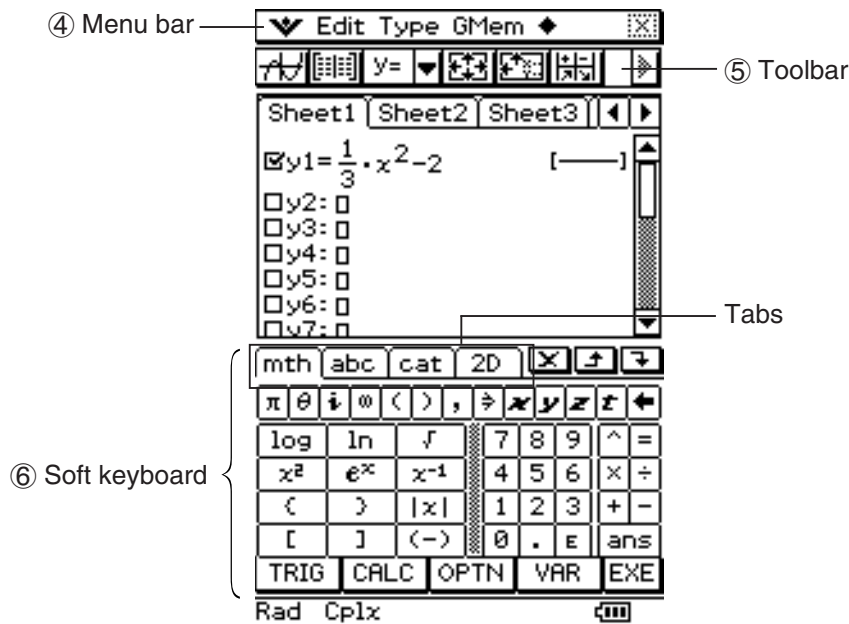 ④ Menu bar
Edit Type GMem ◆
y=
⑤ Toolbar
Sheet1 Sheet2 Sheet3
y1=1/3·x²-2 [—]
y2:
y3:
y4:
y5:
y6:
y7:
Tabs
mth abc cat 2D
π θ i ∞ ( ) , ⇒ x y z t ←
log ln √ 7 8 9 ^ =
x² eˣ x⁻¹ 4 5 6 × ÷
{ } |x| 1 2 3 + −
[ ] (−) 0 . E ans
⑥ Soft keyboard
TRIG CALC OPTN VAR EXE
Rad Cplx